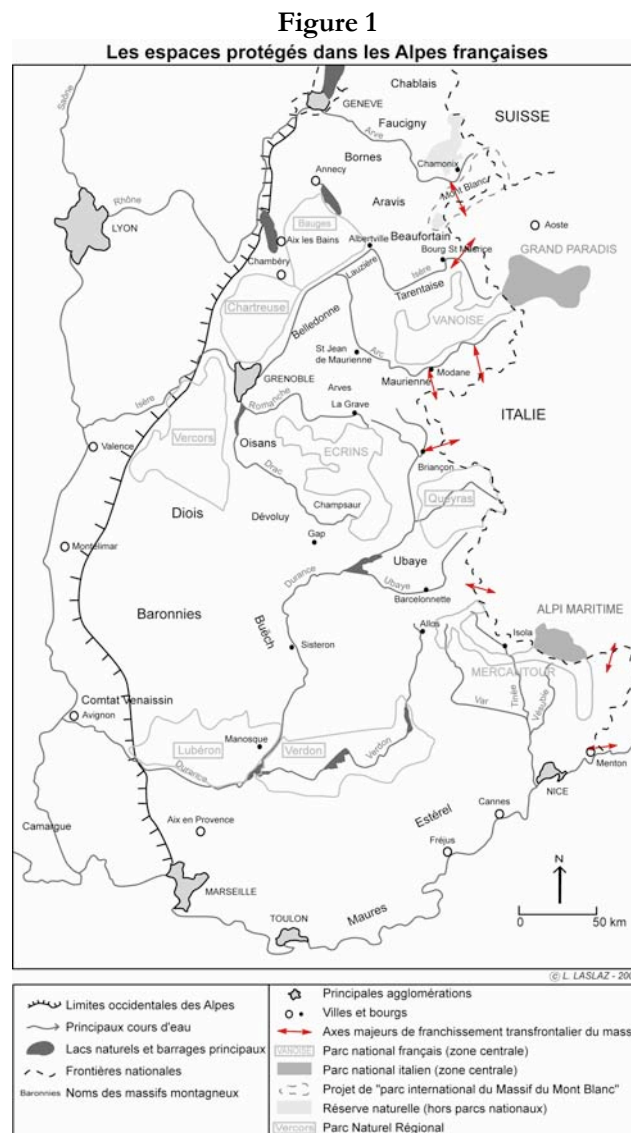 Figure 1
Les espaces protégés dans les Alpes françaises
Chablais
SUISSE
GENEVE
Faucigny
Saône
Arve
Bornes
Chamonix
Annecy
Mont Blanc
Aravis
Rhône
LYON
Bauges
Beaufortain
Aoste
Aix les Bains
Albertville
Bourg St Maurice
GRAND PARADIS
Chambéry
Lauzière
Isère
Tarentaise
Chartreuse
Belledonne
VANOISE
St Jean
de Maurienne
Arc
Modane
Isère
GRENOBLE
Maurienne
Romanche
Arves
La Grave
ITALIE
Valence
Vercors
Oisans
ECRINS
Briançon
Drac
Queyras
Diois
Dévoluy
Champsaur
Gap
Montélimar
Ubaye
Durance
Ubaye
Barcelonnette
Baronnies
Buëch
Allos
ALPI MARITIME
Sisteron
Isola
MERCANTOUR
Comtat Venaissin
Var
Tinée
Vésubie
Avignon
Manosque
Lubéron
Verdon
Verdon
Durance
Menton
NICE
Aix en Provence
Estérel
Cannes
Camargue
Fréjus
N
MARSEILLE
Maures
TOULON
0 50 km
© L. LASLAZ - 200
Limites occidentales des Alpes
Principaux cours d'eau
Lacs naturels et barrages principaux
Frontières nationales
Baronnies Noms des massifs montagneux
Principales agglomérations
Villes et bourgs
Axes majeurs de franchissement transfrontalier du mass
VANOISE Parc national français (zone centrale)
Parc national italien (zone centrale)
Projet de "parc international du Massif du Mont Blanc"
Réserve naturelle (hors parcs nationaux)
Vercors Parc Naturel Régional